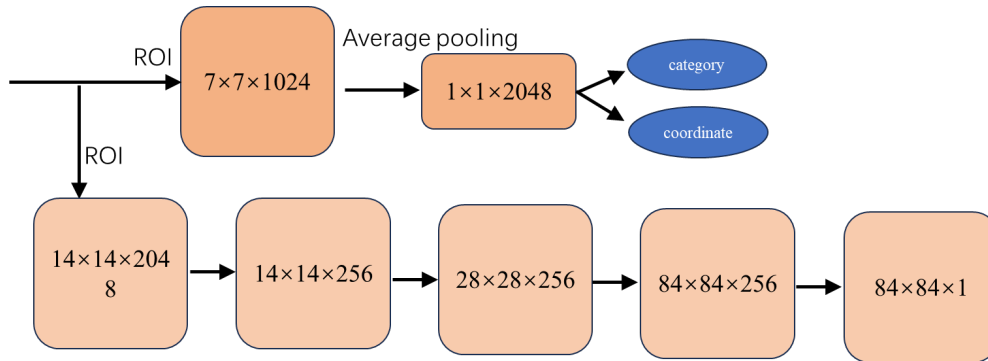 ROI
7×7×1024
Average pooling
1×1×2048
category
coordinate
ROI
14×14×204
8
14×14×256
28×28×256
84×84×256
84×84×1